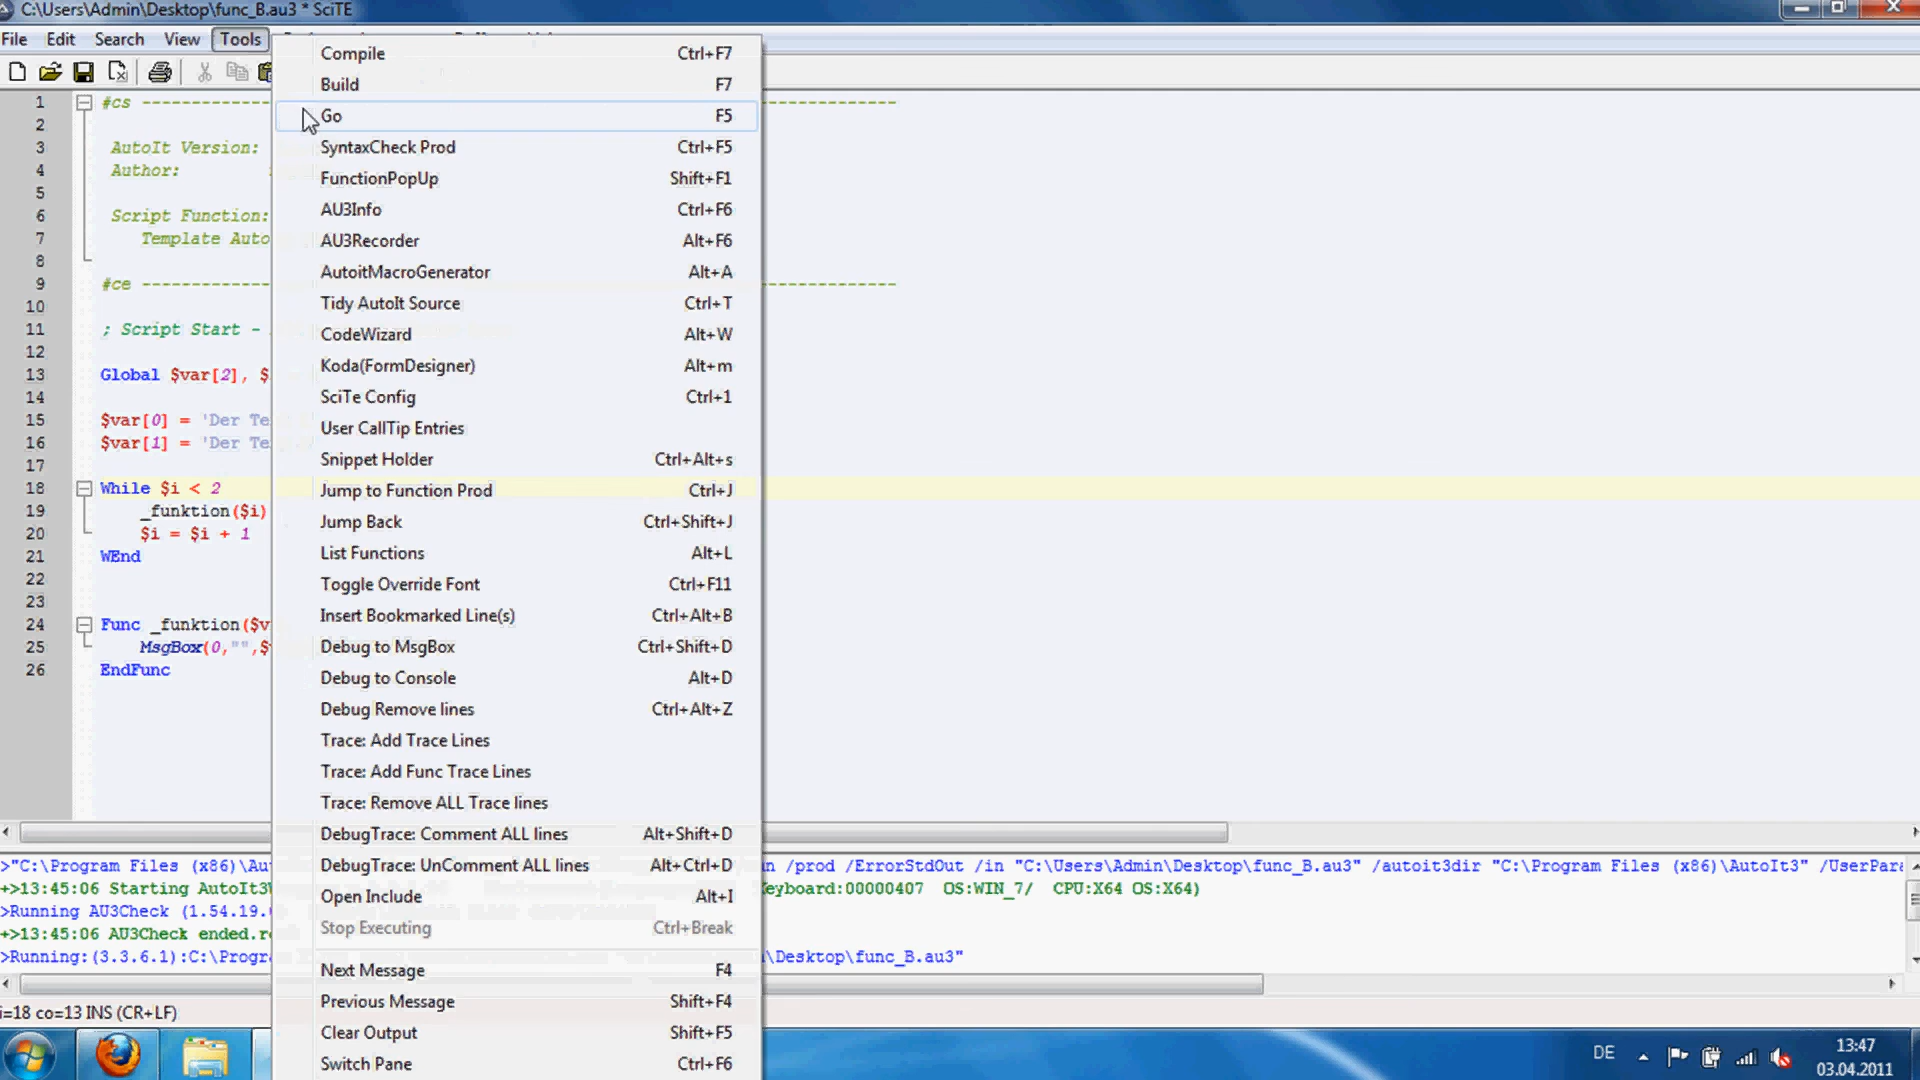 C:\Users\Admin\Desktop\func_B.au3 * SciTE
File Edit Search View Tools
Compile Ctrl+F7
Build F7
Go F5
SyntaxCheck Prod Ctrl+F5
FunctionPopUp Shift+F1
AU3Info Ctrl+F6
AU3Recorder Alt+F6
AutoitMacroGenerator Alt+A
Tidy AutoIt Source Ctrl+T
CodeWizard Alt+W
Koda(FormDesigner) Alt+m
SciTe Config Ctrl+1
User CallTip Entries
Snippet Holder Ctrl+Alt+s
Jump to Function Prod Ctrl+J
Jump Back Ctrl+Shift+J
List Functions Alt+L
Toggle Override Font Ctrl+F11
Insert Bookmarked Line(s) Ctrl+Alt+B
Debug to MsgBox Ctrl+Shift+D
Debug to Console Alt+D
Debug Remove lines Ctrl+Alt+Z
Trace: Add Trace Lines
Trace: Add Func Trace Lines
Trace: Remove ALL Trace lines
DebugTrace: Comment ALL lines Alt+Shift+D
DebugTrace: UnComment ALL lines Alt+Ctrl+D
Open Include Alt+I
Stop Executing Ctrl+Break
Next Message F4
Previous Message Shift+F4
Clear Output Shift+F5
Switch Pane Ctrl+F6
1 #cs ----
2
3 AutoIt Version:
4 Author:
5
6 Script Function:
7 Template Auto
8
9 #ce ----
10
11 ; Script Start -
12
13 Global $var[2], $
14
15 $var[0] = 'Der Te
16 $var[1] = 'Der Te
17
18 While $i < 2
19 _funktion($i)
20 $i = $i + 1
21 WEnd
22
23
24 Func _funktion($v
25 MsgBox(0,"",$
26 EndFunc
>"C:\Program Files (x86)\Au n /prod /ErrorStdOut /in "C:\Users\Admin\Desktop\func_B.au3" /autoit3dir "C:\Program Files (x86)\AutoIt3" /UserPara
+>13:45:06 Starting AutoIt3 Keyboard:00000407 OS:WIN_7/ CPU:X64 OS:X64)
>Running AU3Check (1.54.19.
+>13:45:06 AU3Check ended.r
>Running:(3.3.6.1):C:\Progr \Desktop\func_B.au3"
i=18 co=13 INS (CR+LF)
DE
13:47
03.04.2011